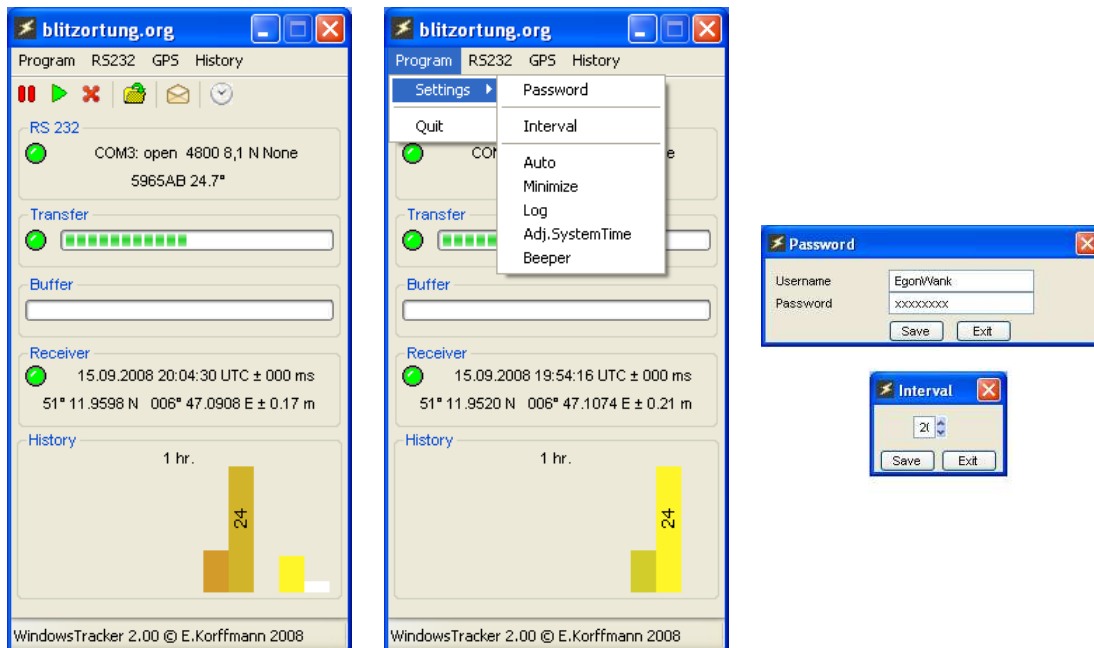 blitzortung.org
Program RS232 GPS History
RS 232
COM3: open 4800 8,1 N None
5965AB 24.7°
Transfer
Buffer
Receiver
15.09.2008 20:04:30 UTC ± 000 ms
51° 11.9598 N 006° 47.0908 E ± 0.17 m
History
1 hr.
24
WindowsTracker 2.00 © E.Korffmann 2008
blitzortung.org
Program RS232 GPS History
Settings
Quit
Password
Interval
Auto
Minimize
Log
Adj.SystemTime
Beeper
e
Transfer
Buffer
Receiver
15.09.2008 19:54:16 UTC ± 000 ms
51° 11.9520 N 006° 47.1074 E ± 0.21 m
History
1 hr.
24
WindowsTracker 2.00 © E.Korffmann 2008
Password
Username EgonWank
Password xxxxxxxx
Save Exit
Interval
Save Exit